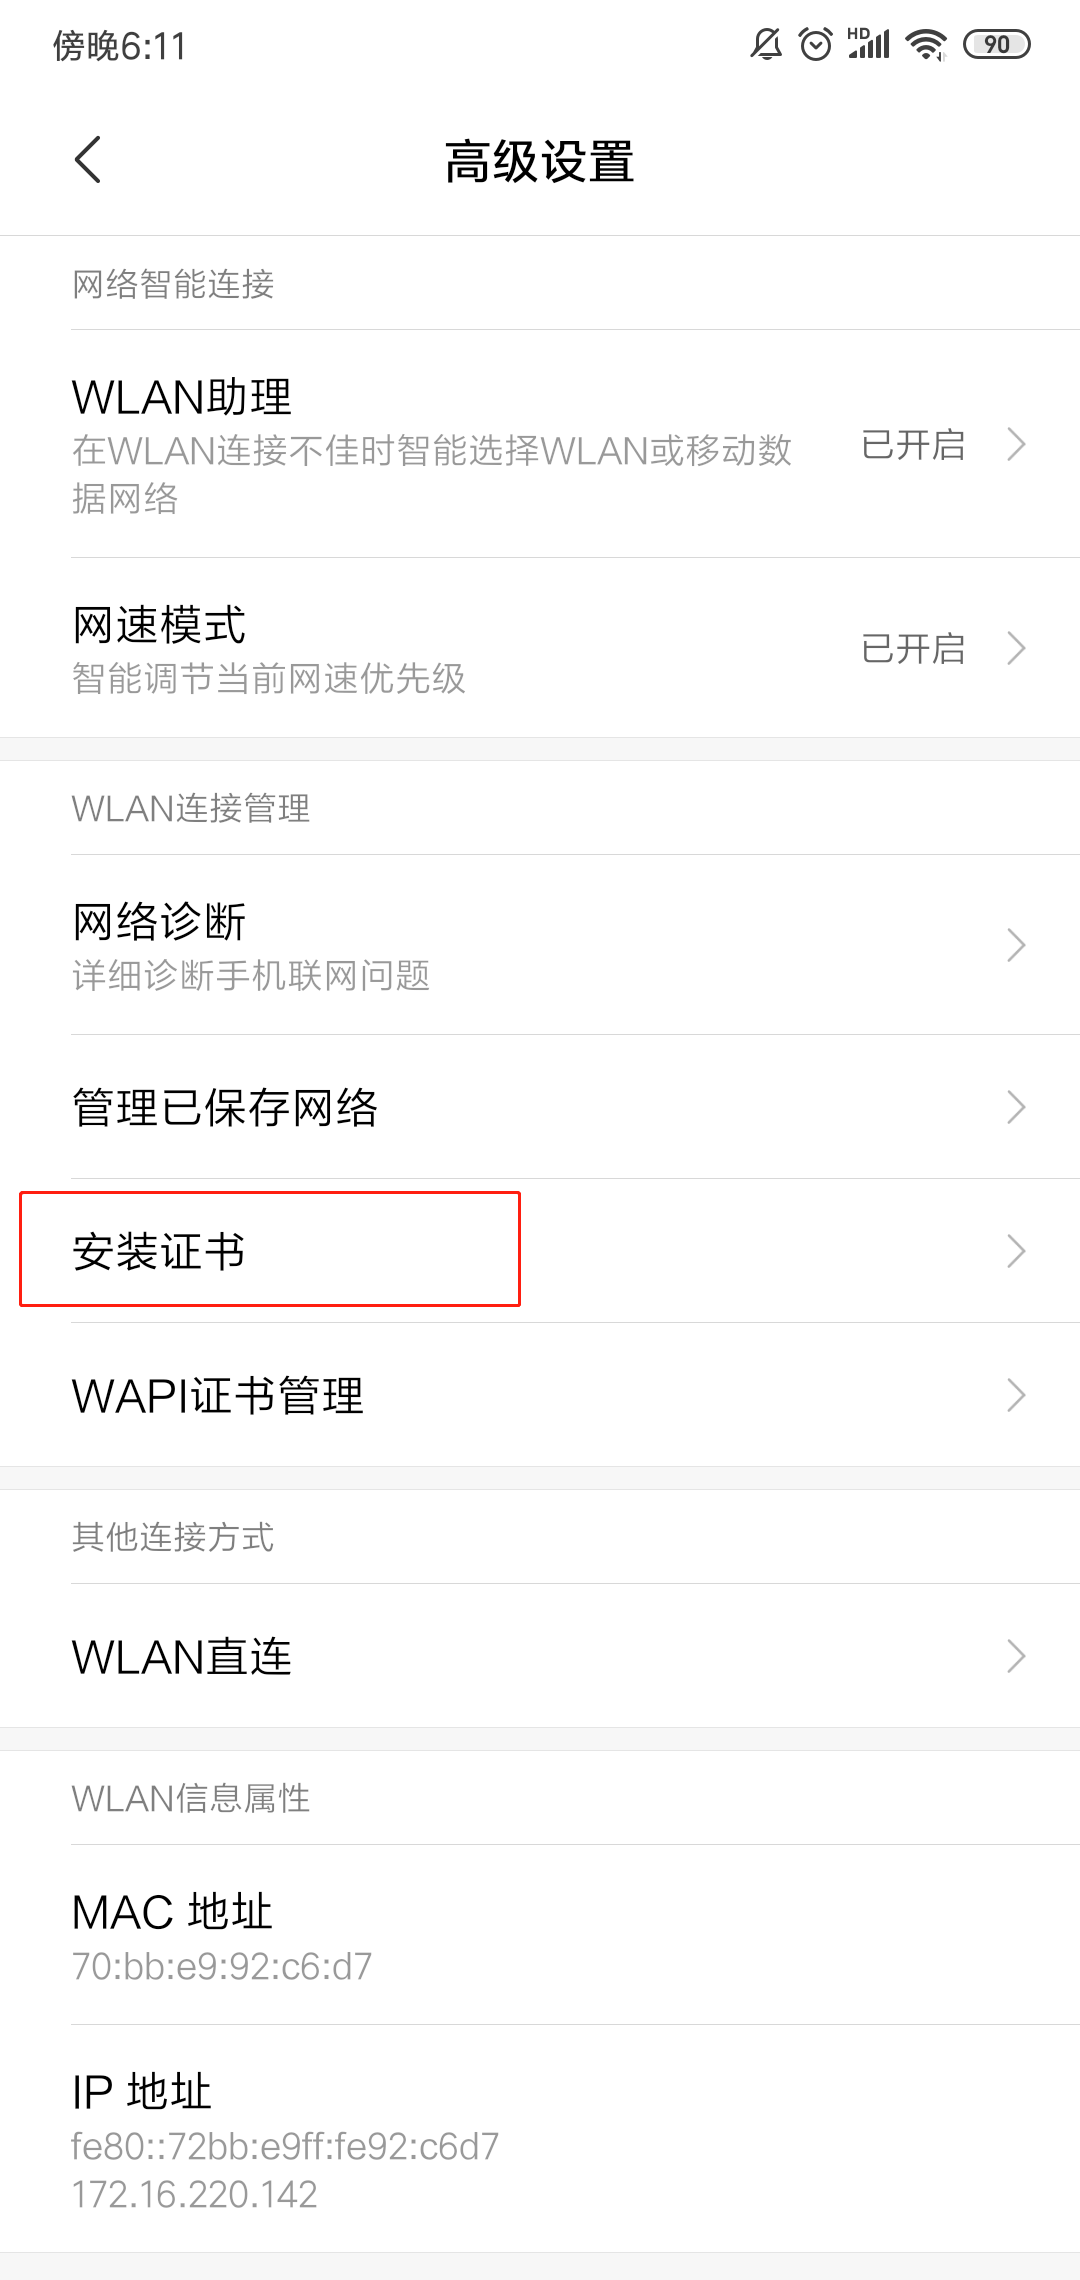 傍晚6:11
HD
90
高级设置
网络智能连接
WLAN助理
在WLAN连接不佳时智能选择WLAN或移动数
据网络
已开启
网速模式
智能调节当前网速优先级
已开启
WLAN连接管理
网络诊断
详细诊断手机联网问题
管理已保存网络
安装证书
WAPI证书管理
其他连接方式
WLAN直连
WLAN信息属性
MAC 地址
70:bb:e9:92:c6:d7
IP 地址
fe80::72bb:e9ff:fe92:c6d7
172.16.220.142